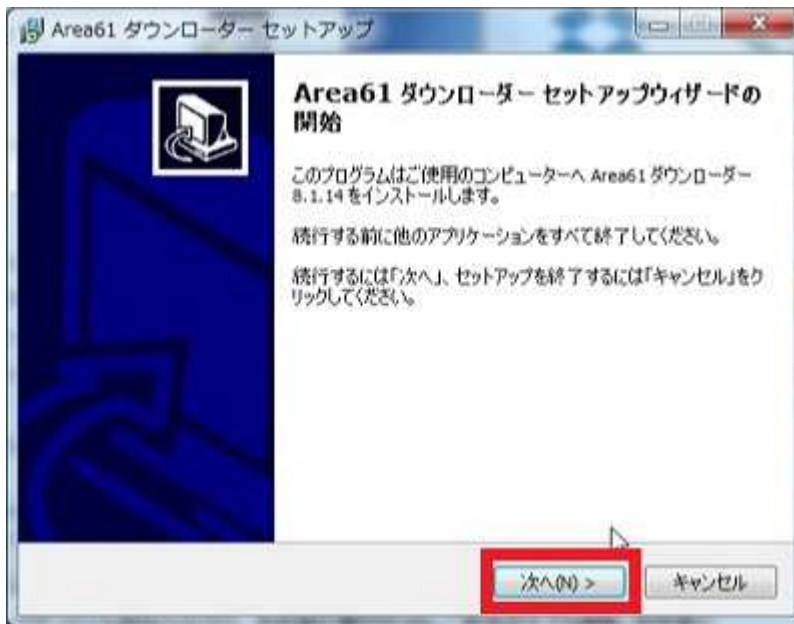 Area61 ダウンローダー セットアップ
Area61 ダウンローダー セットアップウィザードの
開始
このプログラムはご使用のコンピューターへ Area61 ダウンローダー
8.1.14 をインストールします。
続行する前に他のアプリケーションをすべて終了してください。
続行するには「次へ」、セットアップを終了するには「キャンセル」をク
リックしてください。
次へ(N) >
キャンセル